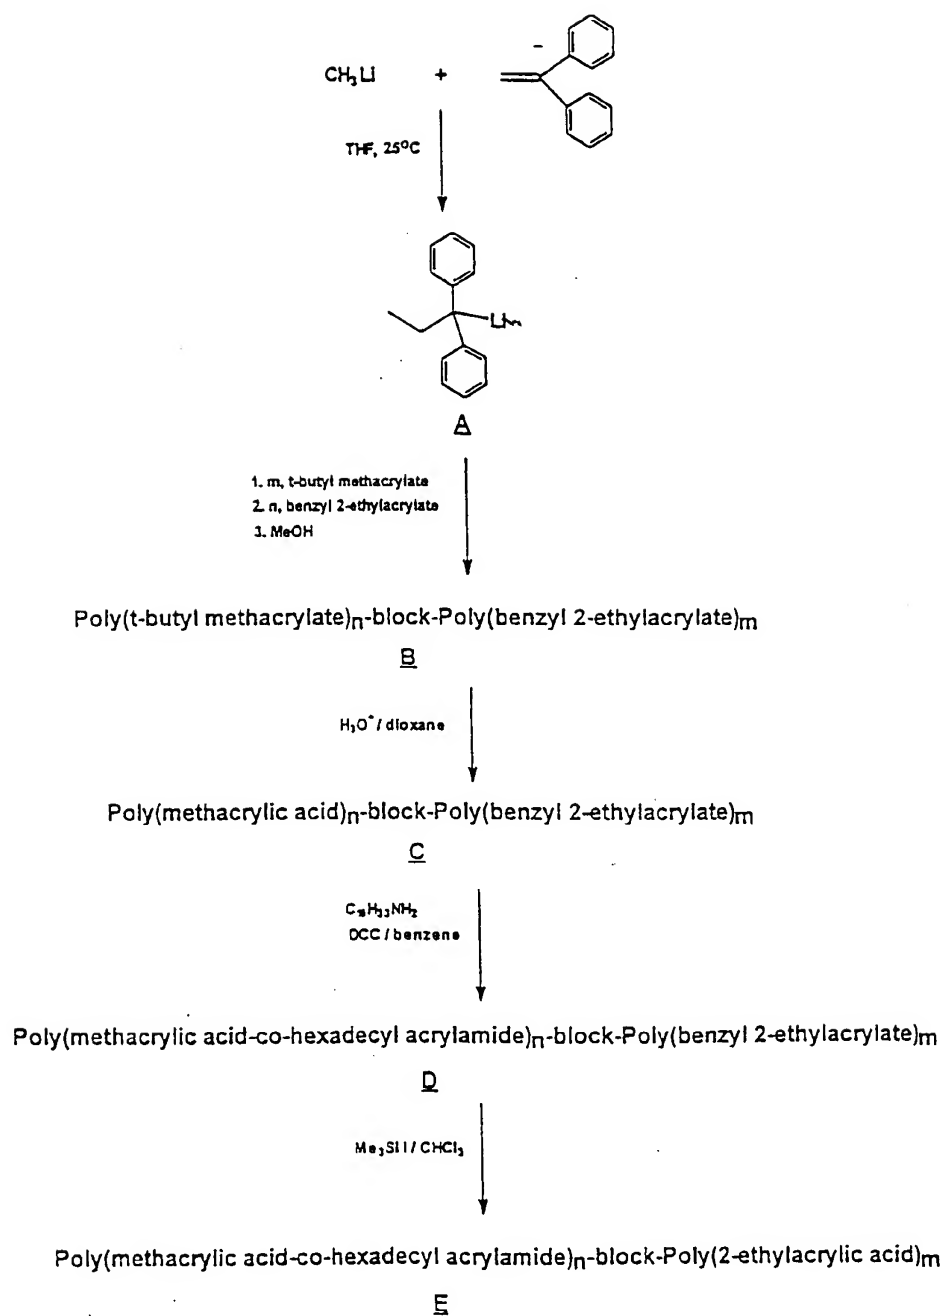 CH₃Li + 
THF, 25°C
Li
A
1. m, t-butyl methacrylate
2. n, benzyl 2-ethylacrylate
3. MeOH
Poly(t-butyl methacrylate)n-block-Poly(benzyl 2-ethylacrylate)m
B
H₃O⁺ / dioxane
Poly(methacrylic acid)n-block-Poly(benzyl 2-ethylacrylate)m
C
C₁₆H₃₃NH₂
DCC / benzene
Poly(methacrylic acid-co-hexadecyl acrylamide)n-block-Poly(benzyl 2-ethylacrylate)m
D
Me₃SiI / CHCl₃
Poly(methacrylic acid-co-hexadecyl acrylamide)n-block-Poly(2-ethylacrylic acid)m
E